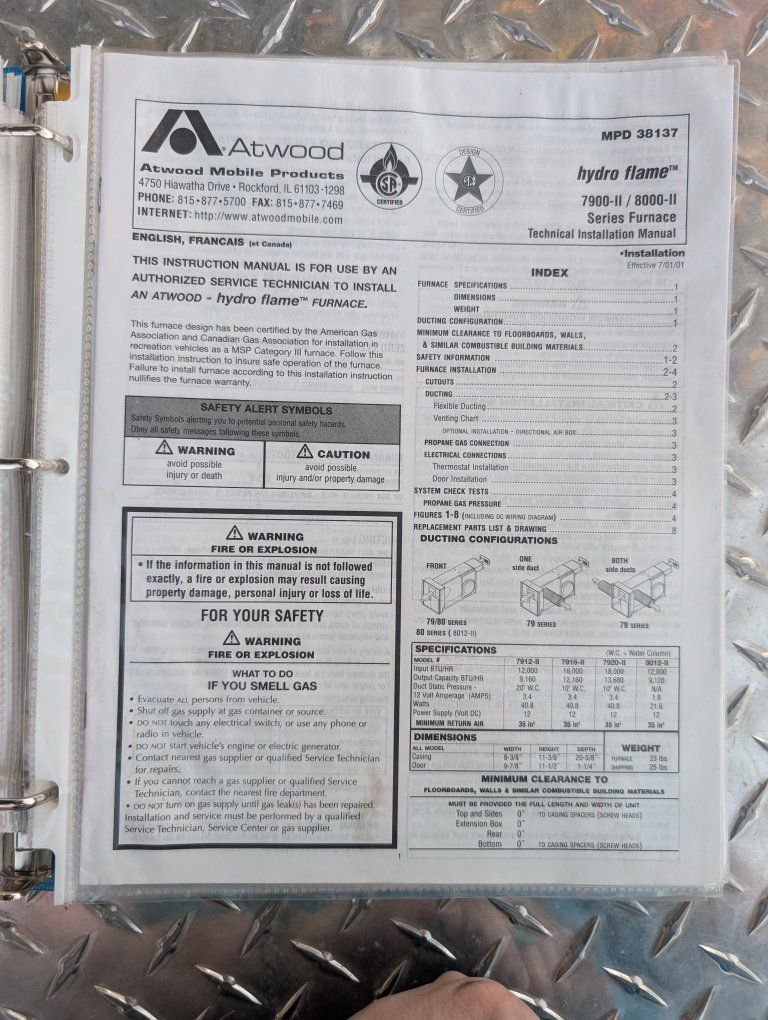 Atwood
Atwood Mobile Products
4750 Hiawatha Drive • Rockford, IL 61103-1298
PHONE: 815•877•5700 FAX: 815•877•7469
INTERNET: http://www.atwoodmobile.com
CERTIFIED
DESIGN
CERTIFIED
MPD 38137
hydro flame™
7900-II / 8000-II
Series Furnace
Technical Installation Manual
ENGLISH, FRANCAIS (et Canada)
•Installation
Effective 7/01/01
THIS INSTRUCTION MANUAL IS FOR USE BY AN
AUTHORIZED SERVICE TECHNICIAN TO INSTALL
AN ATWOOD - hydro flame™ FURNACE.
This furnace design has been certified by the American Gas
Association and Canadian Gas Association for installation in
recreation vehicles as a MSP Category III furnace. Follow this
installation instruction to insure safe operation of the furnace.
Failure to install furnace according to this installation instruction
nullifies the furnace warranty.
SAFETY ALERT SYMBOLS
Safety Symbols alerting you to potential personal safety hazards.
Obey all safety messages following these symbols.
⚠ WARNING
avoid possible
injury or death
⚠ CAUTION
avoid possible
injury and/or property damage
⚠ WARNING
FIRE OR EXPLOSION
• If the information in this manual is not followed
exactly, a fire or explosion may result causing
property damage, personal injury or loss of life.
FOR YOUR SAFETY
⚠ WARNING
FIRE OR EXPLOSION
WHAT TO DO
IF YOU SMELL GAS
• Evacuate ALL persons from vehicle.
• Shut off gas supply at gas container or source.
• DO NOT touch any electrical switch, or use any phone or
radio in vehicle.
• DO NOT start vehicle's engine or electric generator.
• Contact nearest gas supplier or qualified Service Technician
for repairs.
• If you cannot reach a gas supplier or qualified Service
Technician, contact the nearest fire department.
• DO NOT turn on gas supply until gas leak(s) has been repaired.
Installation and service must be performed by a qualified
Service Technician, Service Center or gas supplier.
INDEX
FURNACE SPECIFICATIONS ... 1
DIMENSIONS ... 1
WEIGHT ... 1
DUCTING CONFIGURATION ... 1
MINIMUM CLEARANCE TO FLOORBOARDS, WALLS,
& SIMILAR COMBUSTIBLE BUILDING MATERIALS ... 2
SAFETY INFORMATION ... 1-2
FURNACE INSTALLATION ... 2-4
CUTOUTS ... 2
DUCTING ... 2-3
Flexible Ducting ... 2
Venting Chart ... 3
OPTIONAL INSTALLATION - DIRECTIONAL AIR BOX ... 3
PROPANE GAS CONNECTION ... 3
ELECTRICAL CONNECTIONS ... 3
Thermostat Installation ... 3
Door Installation ... 3
SYSTEM CHECK TESTS ... 4
PROPANE GAS PRESSURE ... 4
FIGURES 1-8 (INCLUDING DC WIRING DIAGRAM) ... 4
REPLACEMENT PARTS LIST & DRAWING ... 8
DUCTING CONFIGURATIONS
FRONT
ONE
side duct
BOTH
side ducts
79/80 SERIES
80 SERIES ( 8012-II)
79 SERIES
79 SERIES
SPECIFICATIONS (W.C. = Water Column)
MODEL # 7912-II 7916-II 7920-II 8012-II
Input BTU/HR 12,000 16,000 18,000 12,000
Output Capacity BTU/HR 9,160 12,160 13,680 9,120
Duct Static Pressure - .20" W.C. .10" W.C. .10" W.C. N/A
12 Volt Amperage (AMPS) 3.4 3.4 3.4 1.8
Watts 40.8 40.8 40.8 21.6
Power Supply (Volt DC) 12 12 12 12
MINIMUM RETURN AIR 35 in² 35 in² 35 in² 35 in²
DIMENSIONS
ALL MODEL WIDTH HEIGHT DEPTH WEIGHT
Casing 8-3/8" 11-3/8" 20-5/8" FURNACE 23 lbs
Door 9-7/8" 11-1/2" 1-1/4" SHIPPING 25 lbs
MINIMUM CLEARANCE TO
FLOORBOARDS, WALLS & SIMILAR COMBUSTIBLE BUILDING MATERIALS
MUST BE PROVIDED THE FULL LENGTH AND WIDTH OF UNIT
Top and Sides 0" TO CASING SPACERS (SCREW HEADS)
Extension Box 0"
Rear 0"
Bottom 0" TO CASING SPACERS (SCREW HEADS)
1